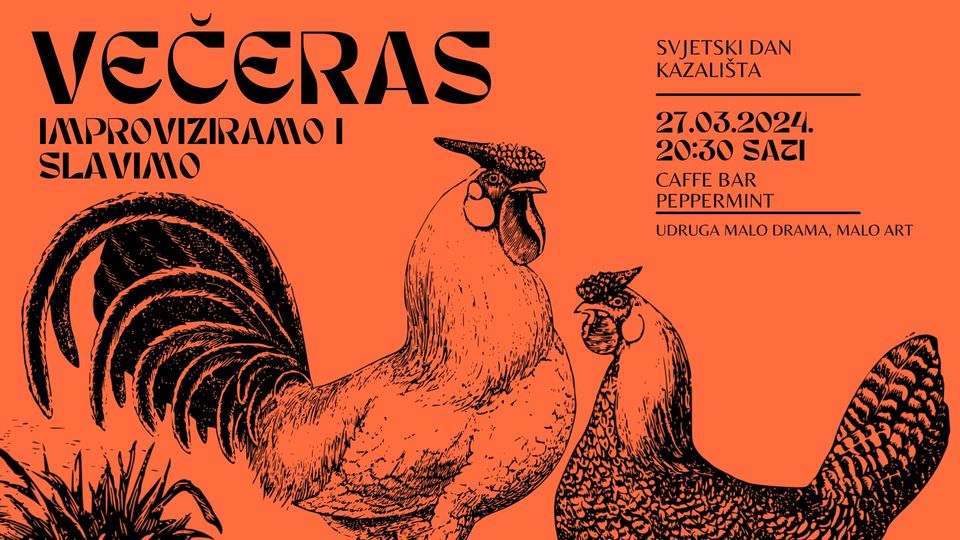 VEČERAS
IMPROVIZIRAMO I
SLAVIMO
SVJETSKI DAN
KAZALIŠTA
27.03.2024.
20:30 SATI
CAFFE BAR
PEPPERMINT
UDRUGA MALO DRAMA, MALO ART